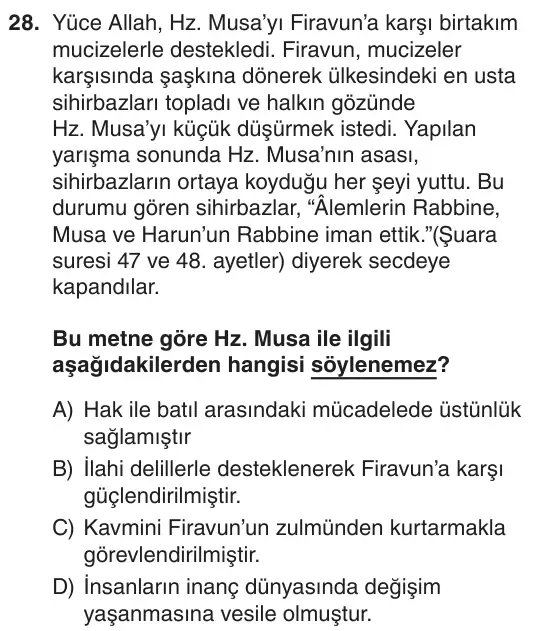 28. Yüce Allah, Hz. Musa’yı Firavun’a karşı birtakım
mucizelerle destekledi. Firavun, mucizeler
karşısında şaşkına dönerek ülkesindeki en usta
sihirbazları topladı ve halkın gözünde
Hz. Musa’yı küçük düşürmek istedi. Yapılan
yarışma sonunda Hz. Musa’nın asası,
sihirbazların ortaya koyduğu her şeyi yuttu. Bu
durumu gören sihirbazlar, “Âlemlerin Rabbine,
Musa ve Harun’un Rabbine iman ettik.”(Şuara
suresi 47 ve 48. ayetler) diyerek secdeye
kapandılar.
Bu metne göre Hz. Musa ile ilgili
aşağıdakilerden hangisi söylenemez?
A) Hak ile batıl arasındaki mücadelede üstünlük
sağlamıştır
B) İlahi delillerle desteklenerek Firavun’a karşı
güçlendirilmiştir.
C) Kavmini Firavun’un zulmünden kurtarmakla
görevlendirilmiştir.
D) İnsanların inanç dünyasında değişim
yaşanmasına vesile olmuştur.